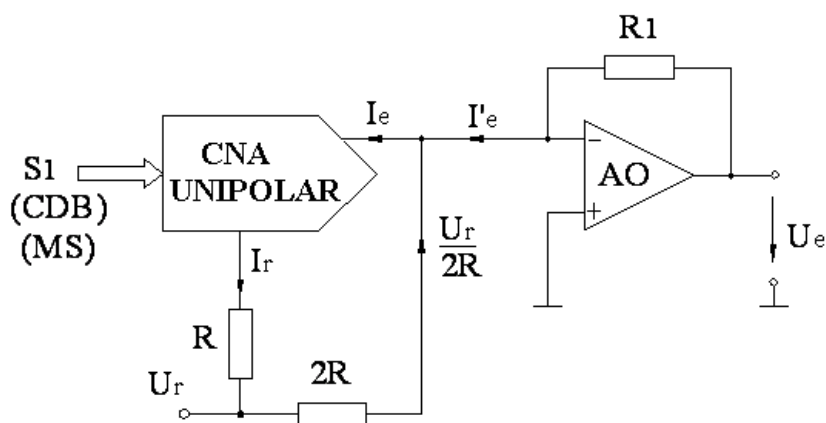 R1
Ie
I'e
CNA
UNIPOLAR
S1
(CDB)
(MS)
−
AO
+
Ur
2R
Ue
Ir
R
2R
Ur